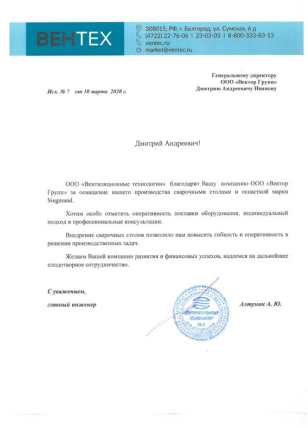 ВЕНТЕХ
308015, РФ, г. Белгород, ул. Сумская, 6 д
(4722) 22-76-06 | 23-03-03 | 8-800-333-83-13
ventec.ru
market@ventec.ru
Генеральному директору
ООО «Вектор Групп»
Дмитрию Андреевичу Иванову
Исх. № 7 от 10 марта 2020 г.
Дмитрий Андреевич!
ООО «Вентиляционные технологии» благодарит Вашу компанию ООО «Вектор
Групп» за оснащение нашего производства сварочными столами и оснасткой марки
Siegmund.
Хотим особо отметить оперативность поставки оборудования, индивидуальный
подход и профессиональные консультации.
Внедрение сварочных столов позволило нам повысить гибкость и оперативность в
решении производственных задач.
Желаем Вашей компании развития и финансовых успехов, надеемся на дальнейшее
плодотворное сотрудничество.
С уважением,
главный инженер
Алтунин А. Ю.